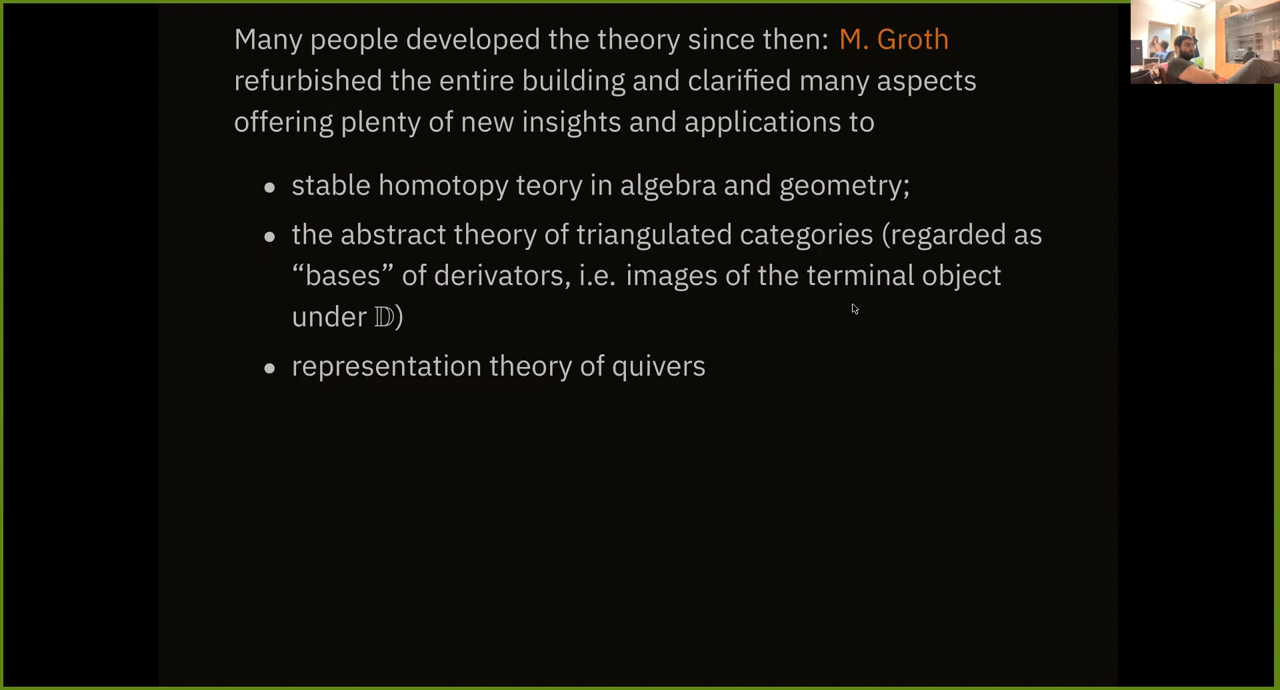 Many people developed the theory since then: M. Groth
refurbished the entire building and clarified many aspects
offering plenty of new insights and applications to
• stable homotopy teory in algebra and geometry;
• the abstract theory of triangulated categories (regarded as
“bases” of derivators, i.e. images of the terminal object
under 𝔻)
• representation theory of quivers